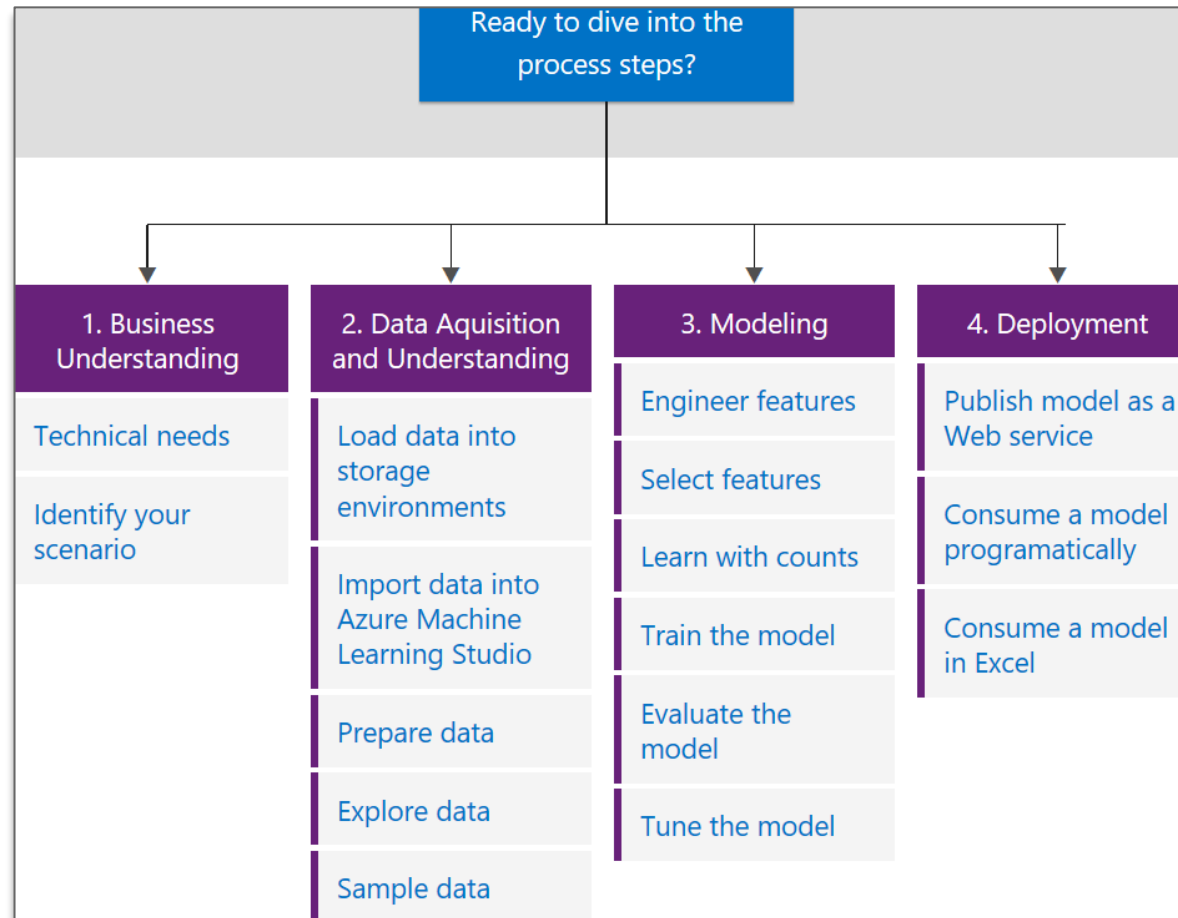 Ready to dive into the
process steps?
1. Business
Understanding
Technical needs
Identify your
scenario
2. Data Aquisition
and Understanding
Load data into
storage
environments
Import data into
Azure Machine
Learning Studio
Prepare data
Explore data
Sample data
3. Modeling
Engineer features
Select features
Learn with counts
Train the model
Evaluate the
model
Tune the model
4. Deployment
Publish model as a
Web service
Consume a model
programatically
Consume a model
in Excel